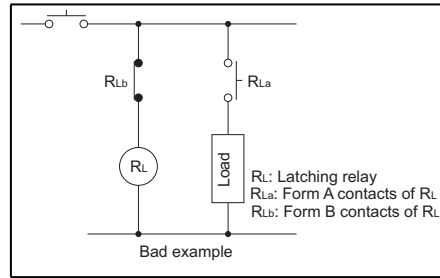 RLb
RLa
RL
Load
RL: Latching relay
RLa: Form A contacts of RL
RLb: Form B contacts of RL
Bad example